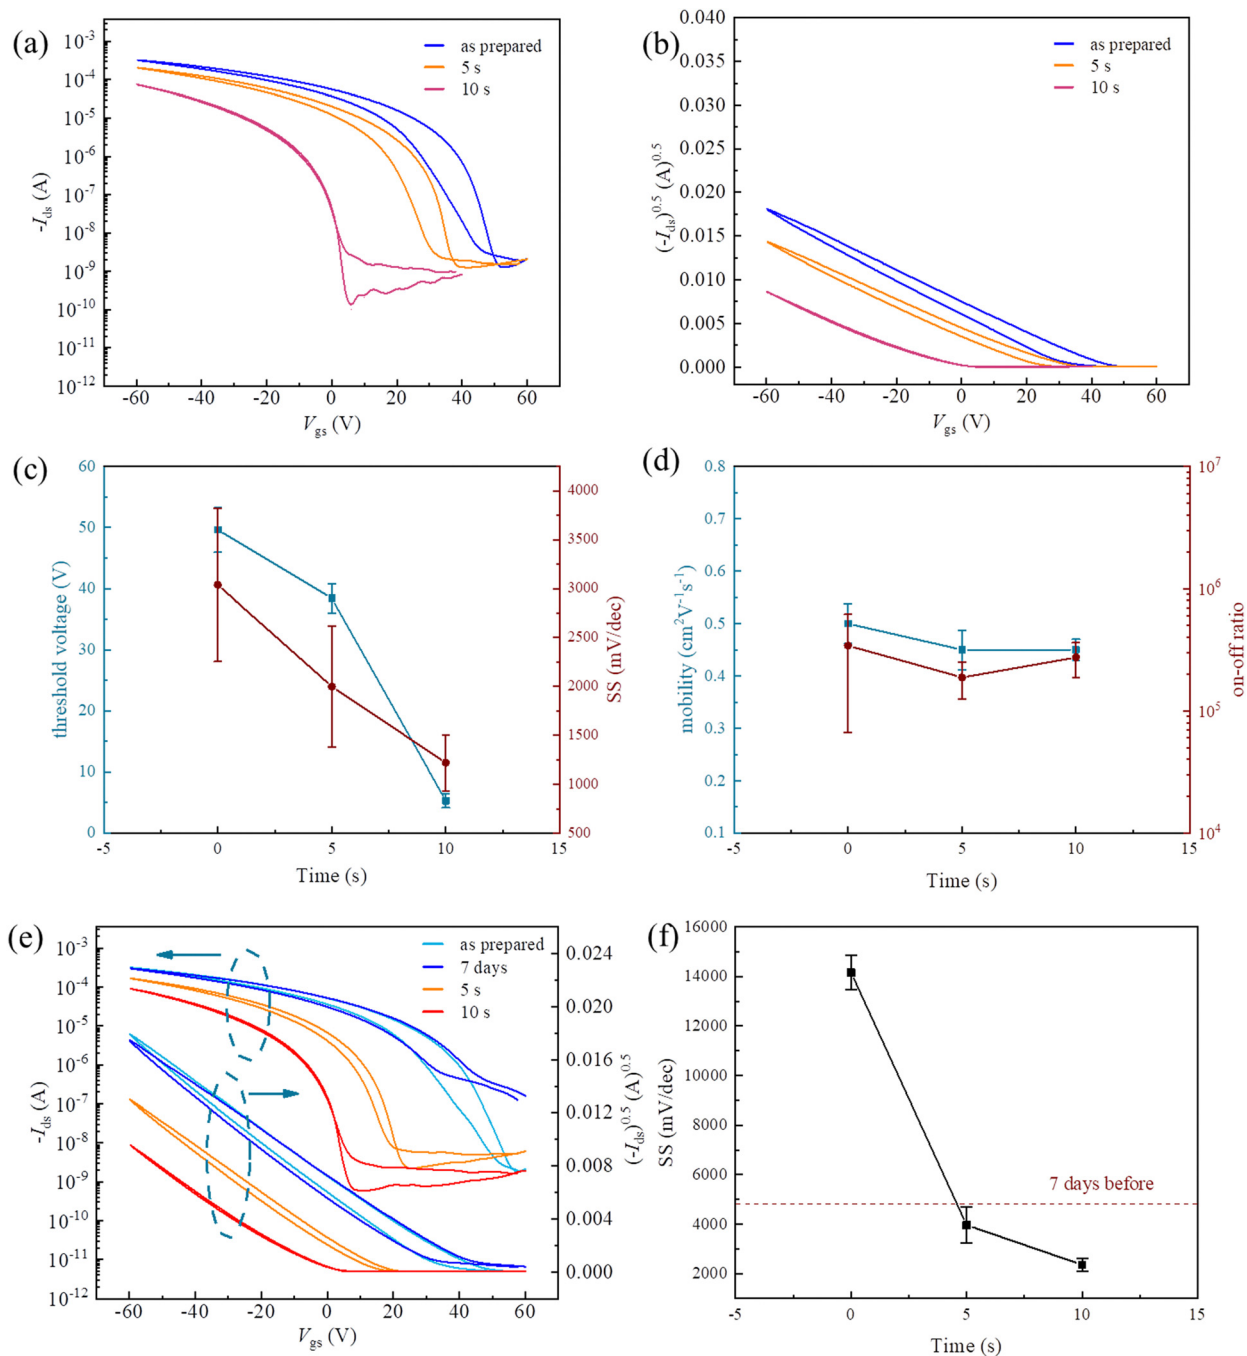 (a)
as prepared
5 s
10 s
10⁻³
10⁻⁴
10⁻⁵
10⁻⁶
10⁻⁷
10⁻⁸
10⁻⁹
10⁻¹⁰
10⁻¹¹
10⁻¹²
-I_ds (A)
-60 -40 -20 0 20 40 60
V_gs (V)
(b)
as prepared
5 s
10 s
0.040
0.035
0.030
0.025
0.020
0.015
0.010
0.005
0.000
(-I_ds)^0.5 (A)^0.5
-60 -40 -20 0 20 40 60
V_gs (V)
(c)
60
50
40
30
20
10
0
threshold voltage (V)
4000
3500
3000
2500
2000
1500
1000
500
SS (mV/dec)
-5 0 5 10 15
Time (s)
(d)
0.8
0.7
0.6
0.5
0.4
0.3
0.2
0.1
mobility (cm²V⁻¹s⁻¹)
10⁷
10⁶
10⁵
10⁴
on-off ratio
-5 0 5 10 15
Time (s)
(e)
as prepared
7 days
5 s
10 s
10⁻³
10⁻⁴
10⁻⁵
10⁻⁶
10⁻⁷
10⁻⁸
10⁻⁹
10⁻¹⁰
10⁻¹¹
10⁻¹²
-I_ds (A)
0.024
0.020
0.016
0.012
0.008
0.004
0.000
(-I_ds)^0.5 (A)^0.5
-60 -40 -20 0 20 40 60
V_gs (V)
(f)
16000
14000
12000
10000
8000
6000
4000
2000
SS (mV/dec)
7 days before
-5 0 5 10 15
Time (s)